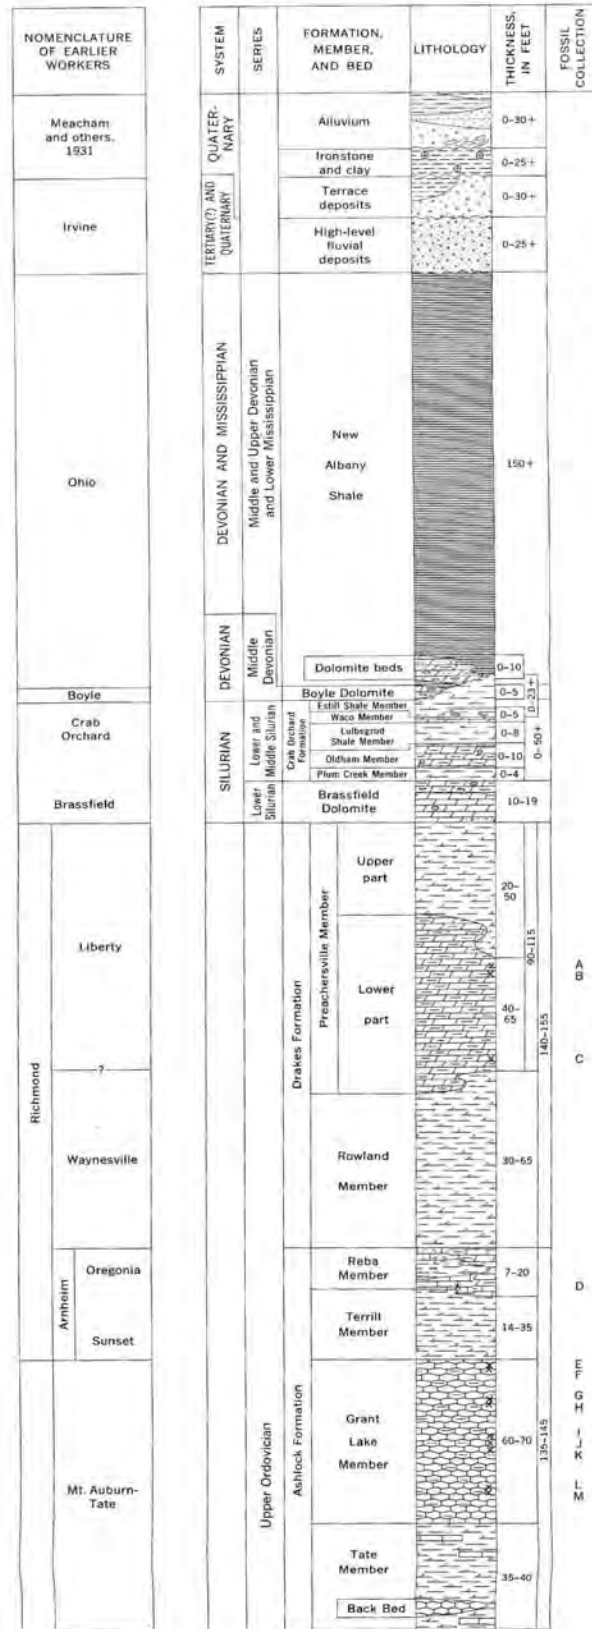 NOMENCLATURE
OF EARLIER
WORKERS
SYSTEM
SERIES
FORMATION,
MEMBER,
AND BED
LITHOLOGY
THICKNESS,
IN FEET
FOSSIL
COLLECTION
Meacham
and others,
1931
QUATER-
NARY
Alluvium
0-30+
Ironstone
and clay
0-25+
Irvine
TERTIARY(?) AND
QUATERNARY
Terrace
deposits
0-30+
High-level
fluvial
deposits
0-25+
Ohio
DEVONIAN AND MISSISSIPPIAN
Middle and Upper Devonian
and Lower Mississippian
New
Albany
Shale
150+
DEVONIAN
Middle
Devonian
Dolomite beds
0-10
Boyle
Boyle Dolomite
0-5
0-23+
Crab
Orchard
SILURIAN
Lower and
Middle Silurian
Crab Orchard
Formation
Estill Shale Member
Waco Member
0-5
Lulbegrud
Shale Member
0-8
Oldham Member
0-10
Plum Creek Member
0-4
0-50+
Brassfield
Lower
Silurian
Brassfield
Dolomite
10-19
Richmond
Liberty
Upper Ordovician
Drakes Formation
Preachersville Member
Upper
part
20-
50
90-115
140-155
A
B
Lower
part
40-
65
C
?
Waynesville
Rowland
Member
30-65
Arnheim
Oregonia
Ashlock Formation
Reba
Member
7-20
D
Sunset
Terrill
Member
14-35
135-145
Mt. Auburn-
Tate
E
F
G
H
Grant
Lake
Member
60-70
I
J
K
L
M
Tate
Member
35-40
Back Bed